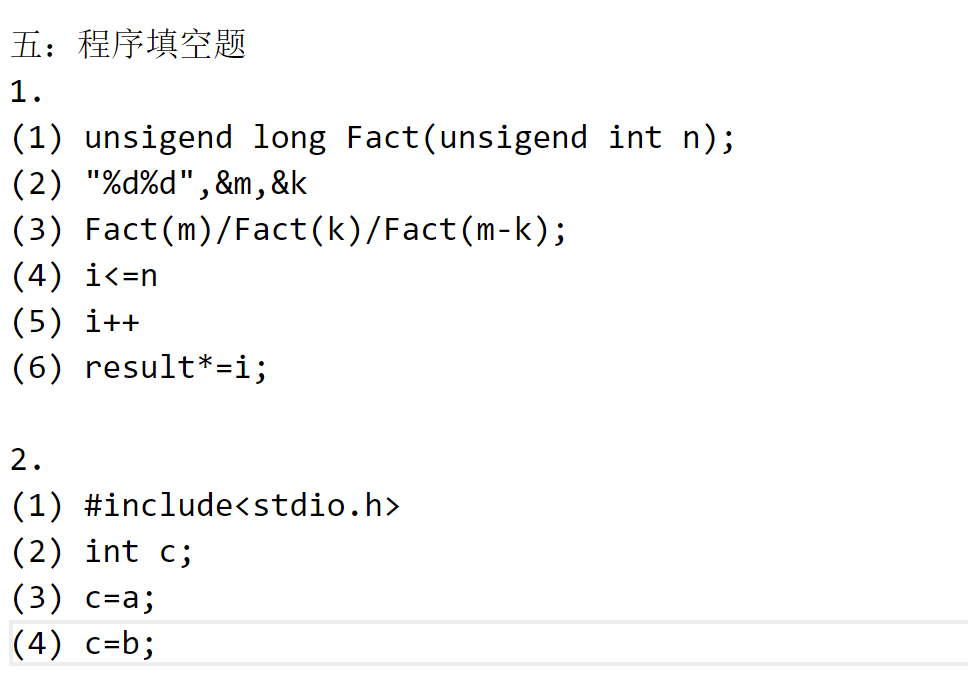 五：程序填空题
1.
(1) unsigend long Fact(unsigend int n);
(2) "%d%d",&m,&k
(3) Fact(m)/Fact(k)/Fact(m-k);
(4) i<=n
(5) i++
(6) result*=i;
2.
(1) #include<stdio.h>
(2) int c;
(3) c=a;
(4) c=b;